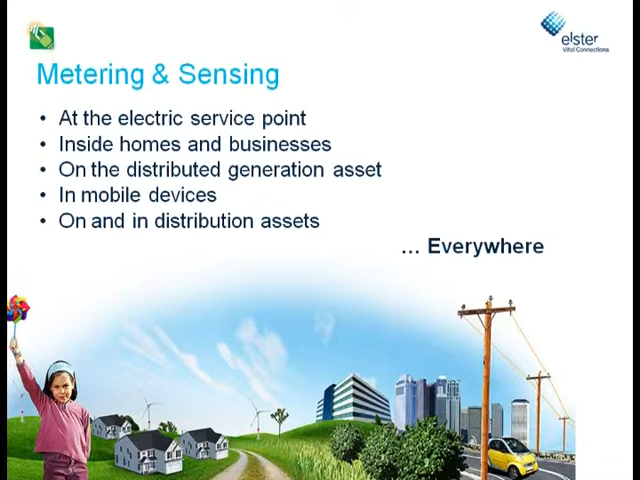 elster
Vital Connections
Metering & Sensing
• At the electric service point
• Inside homes and businesses
• On the distributed generation asset
• In mobile devices
• On and in distribution assets
… Everywhere